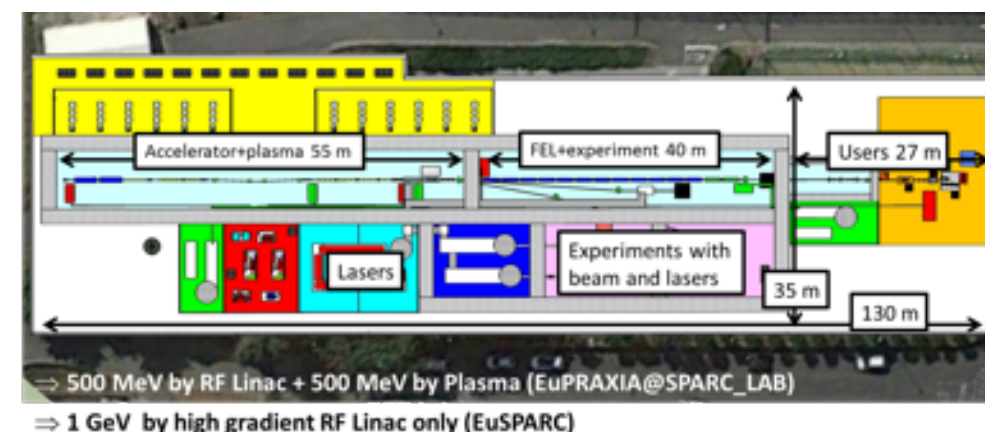 Accelerator+plasma 55 m
FEL+experiment 40 m
Users 27 m
Lasers
Experiments with
beam and lasers
35 m
130 m
⇒ 500 MeV by RF Linac + 500 MeV by Plasma (EuPRAXIA@SPARC_LAB)
⇒ 1 GeV by high gradient RF Linac only (EuSPARC)